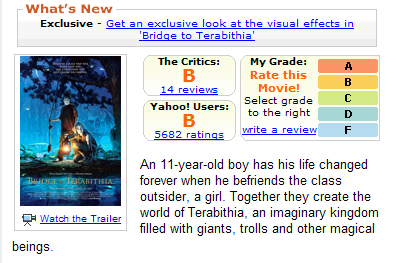 What's New
Exclusive - Get an exclusive look at the visual effects in
'Bridge to Terabithia'
The Critics:
B
14 reviews
Yahoo! Users:
B
5682 ratings
My Grade:
Rate this
Movie!
Select grade
to the right
write a review
A
B
C
D
F
BRIDGE TO TERABITHIA
Watch the Trailer
An 11-year-old boy has his life changed
forever when he befriends the class
outsider, a girl. Together they create the
world of Terabithia, an imaginary kingdom
filled with giants, trolls and other magical
beings.